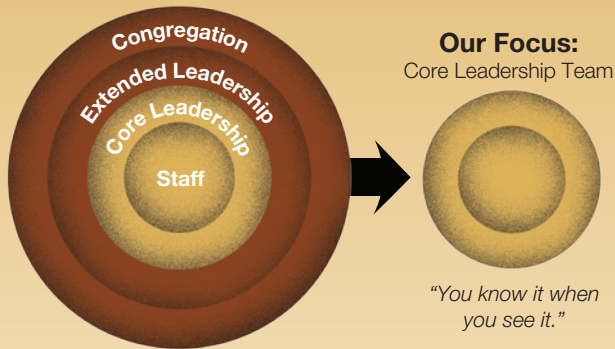 Congregation
Extended Leadership
Core Leadership
Staff
Our Focus:
Core Leadership Team
“You know it when
you see it.”